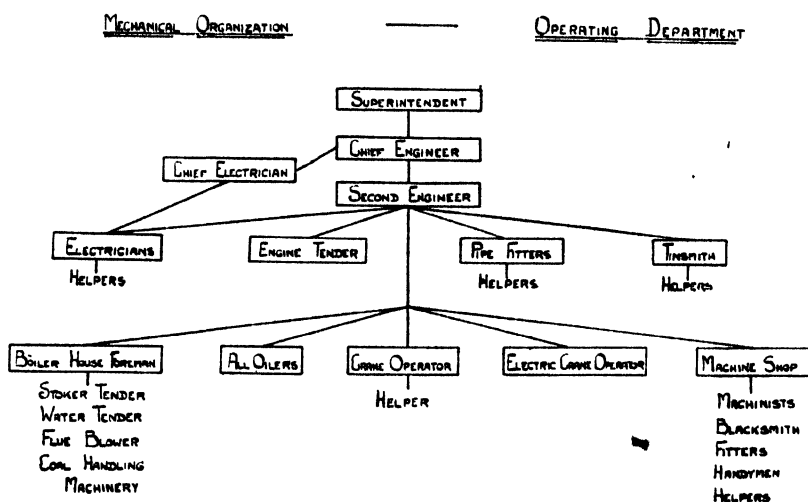 Mechanical Organization — Operating Department
Superintendent
Chief Engineer
Chief Electrician
Second Engineer
Electricians Engine Tender Pipe Fitters Tinsmith
Helpers Helpers Helpers
Boiler House Foreman All Oilers Crane Operator Electric Crane Operator Machine Shop
Stoker Tender Helper Machinists
Water Tender Blacksmith
Flue Blower Fitters
Coal Handling Handymen
Machinery Helpers